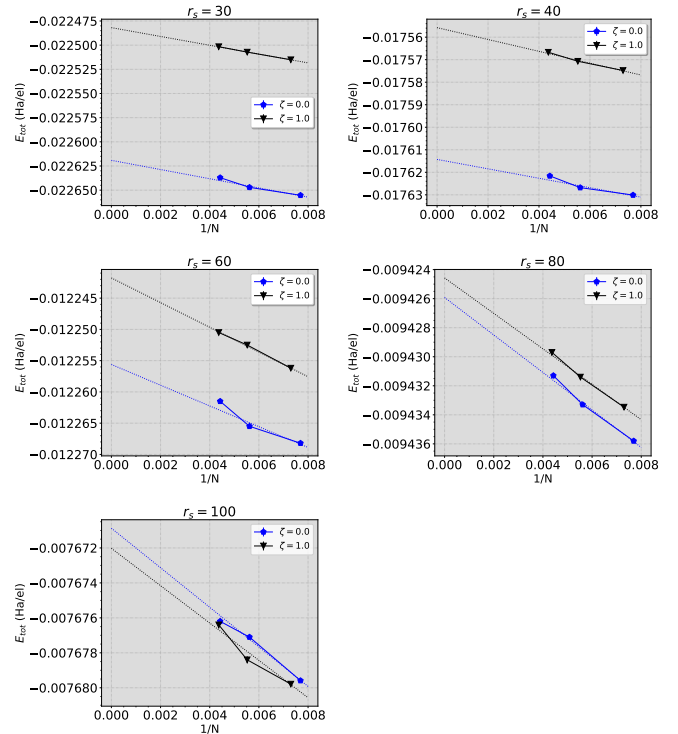 r_s = 30
−0.022475
−0.022500
−0.022525
−0.022550
−0.022575
−0.022600
−0.022625
−0.022650
E_tot (Ha/el)
ζ = 0.0
ζ = 1.0
0.000 0.002 0.004 0.006 0.008
1/N
r_s = 40
−0.01756
−0.01757
−0.01758
−0.01759
−0.01760
−0.01761
−0.01762
−0.01763
E_tot (Ha/el)
ζ = 0.0
ζ = 1.0
0.000 0.002 0.004 0.006 0.008
1/N
r_s = 60
−0.012245
−0.012250
−0.012255
−0.012260
−0.012265
−0.012270
E_tot (Ha/el)
ζ = 0.0
ζ = 1.0
0.000 0.002 0.004 0.006 0.008
1/N
r_s = 80
−0.009424
−0.009426
−0.009428
−0.009430
−0.009432
−0.009434
−0.009436
E_tot (Ha/el)
ζ = 0.0
ζ = 1.0
0.000 0.002 0.004 0.006 0.008
1/N
r_s = 100
−0.007672
−0.007674
−0.007676
−0.007678
−0.007680
E_tot (Ha/el)
ζ = 0.0
ζ = 1.0
0.000 0.002 0.004 0.006 0.008
1/N